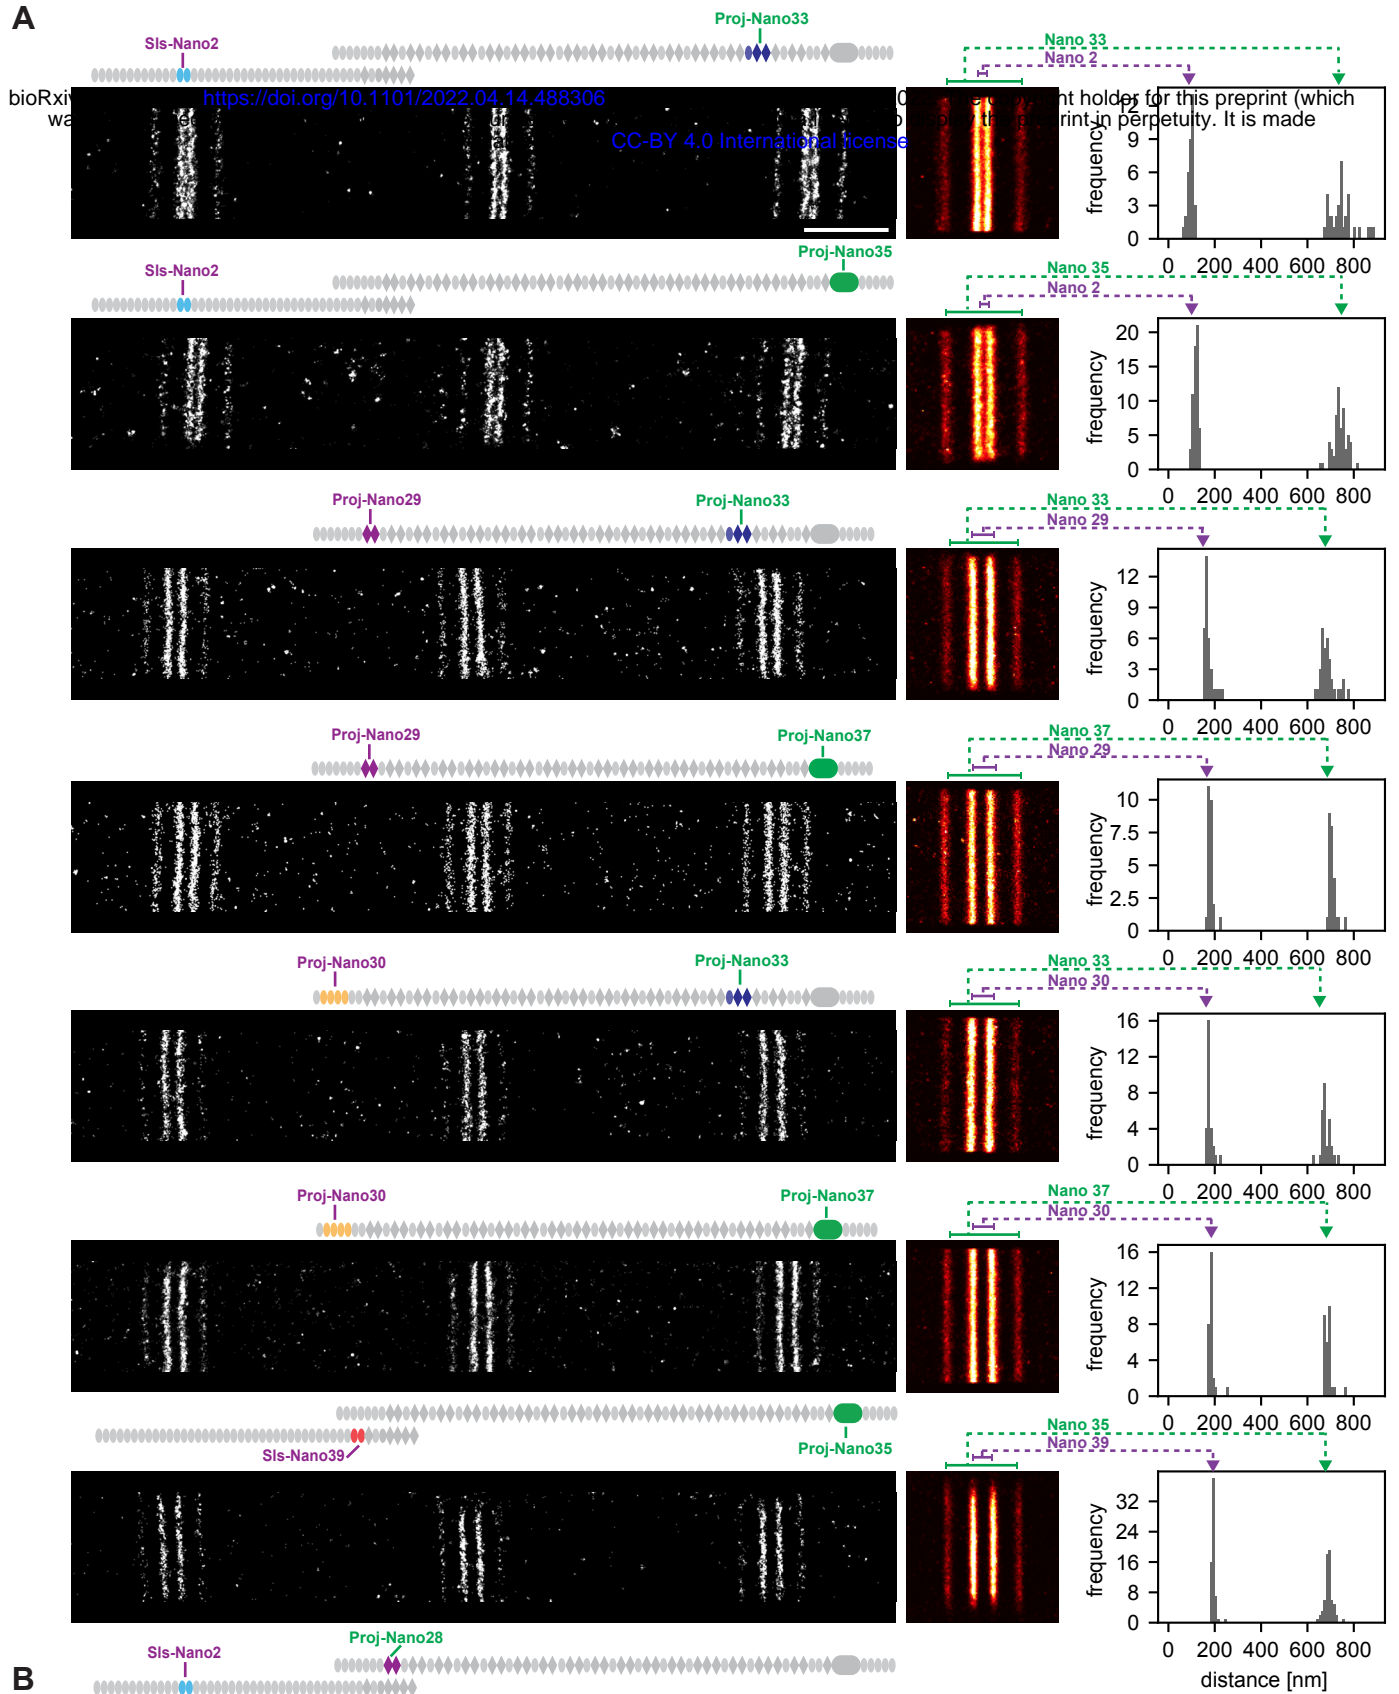 A
Proj-Nano33
Sls-Nano2
Nano 33
Nano 2
https://doi.org/10.1101/2022.04.14.488306
holder for this preprint (which
in perpetuity. It is made
CC-BY 4.0 International license
frequency
12
9
6
3
0
0 200 400 600 800
Proj-Nano35
Sls-Nano2
Nano 35
Nano 2
frequency
20
15
10
5
0
0 200 400 600 800
Proj-Nano29
Proj-Nano33
Nano 33
Nano 29
frequency
12
9
6
3
0
0 200 400 600 800
Proj-Nano29
Proj-Nano37
Nano 37
Nano 29
frequency
10
7.5
5
2.5
0
0 200 400 600 800
Proj-Nano30
Proj-Nano33
Nano 33
Nano 30
frequency
16
12
8
4
0
0 200 400 600 800
Proj-Nano30
Proj-Nano37
Nano 37
Nano 30
frequency
16
12
8
4
0
0 200 400 600 800
Sls-Nano39
Proj-Nano35
Nano 35
Nano 39
frequency
32
24
16
8
0
0 200 400 600 800
distance [nm]
B
Sls-Nano2
Proj-Nano28